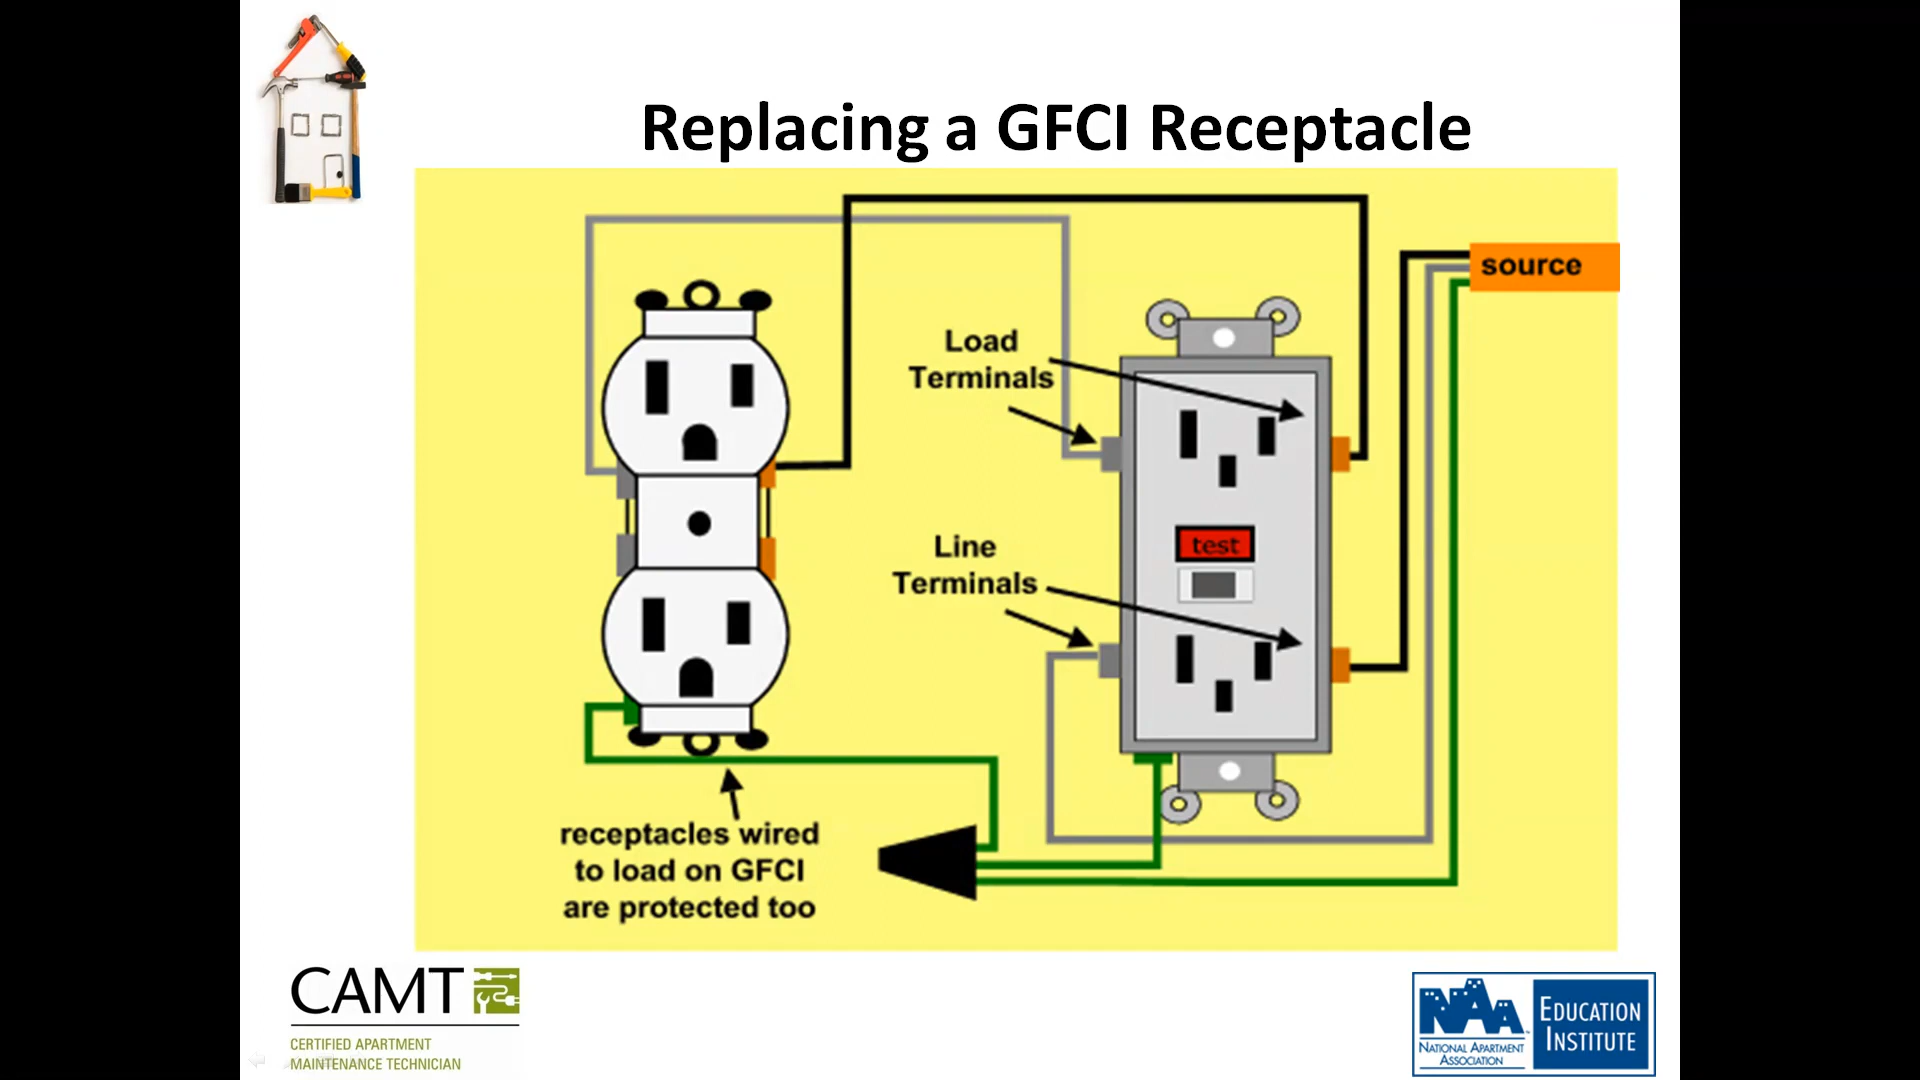 Replacing a GFCI Receptacle
source
Load
Terminals
test
Line
Terminals
receptacles wired
to load on GFCI
are protected too
CAMT
CERTIFIED APARTMENT
MAINTENANCE TECHNICIAN
NAA
NATIONAL APARTMENT
ASSOCIATION
EDUCATION
INSTITUTE